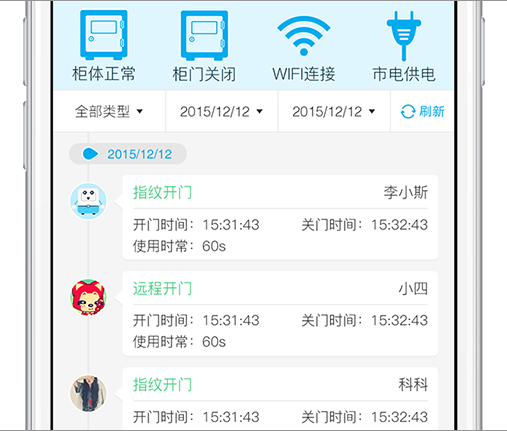 柜体正常 柜门关闭 WIFI连接 市电供电
全部类型 2015/12/12 2015/12/12 刷新
2015/12/12
指纹开门 李小斯
开门时间：15:31:43 关门时间：15:32:43
使用时常：60s
远程开门 小四
开门时间：15:31:43 关门时间：15:32:43
使用时常：60s
指纹开门 科科
开门时间：15:31:43 关门时间：15:32:43